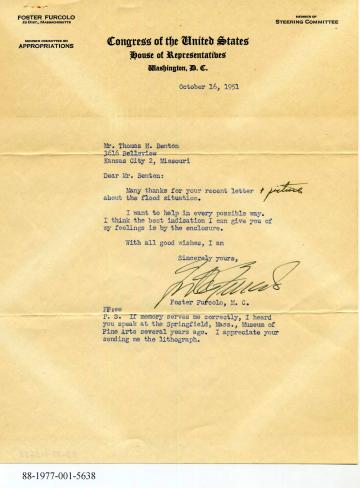 FOSTER FURCOLO
2D DIST., MASSACHUSETTS
MEMBER COMMITTEE ON
APPROPRIATIONS
MEMBER OF
STEERING COMMITTEE
Congress of the United States
House of Representatives
Washington, D. C.
October 16, 1951
Mr. Thomas H. Benton
3616 Belleview
Kansas City 2, Missouri
Dear Mr. Benton:
Many thanks for your recent letter + picture
about the flood situation.
I want to help in every possible way.
I think the best indication I can give you of
my feelings is by the enclosure.
With all good wishes, I am
Sincerely yours,
Foster Furcolo
Foster Furcolo, M. C.
FF:ee
P. S. If memory serves me correctly, I heard
you speak at the Springfield, Mass., Museum of
Fine Arts several years ago. I appreciate your
sending me the lithograph.
88-1977-001-5638